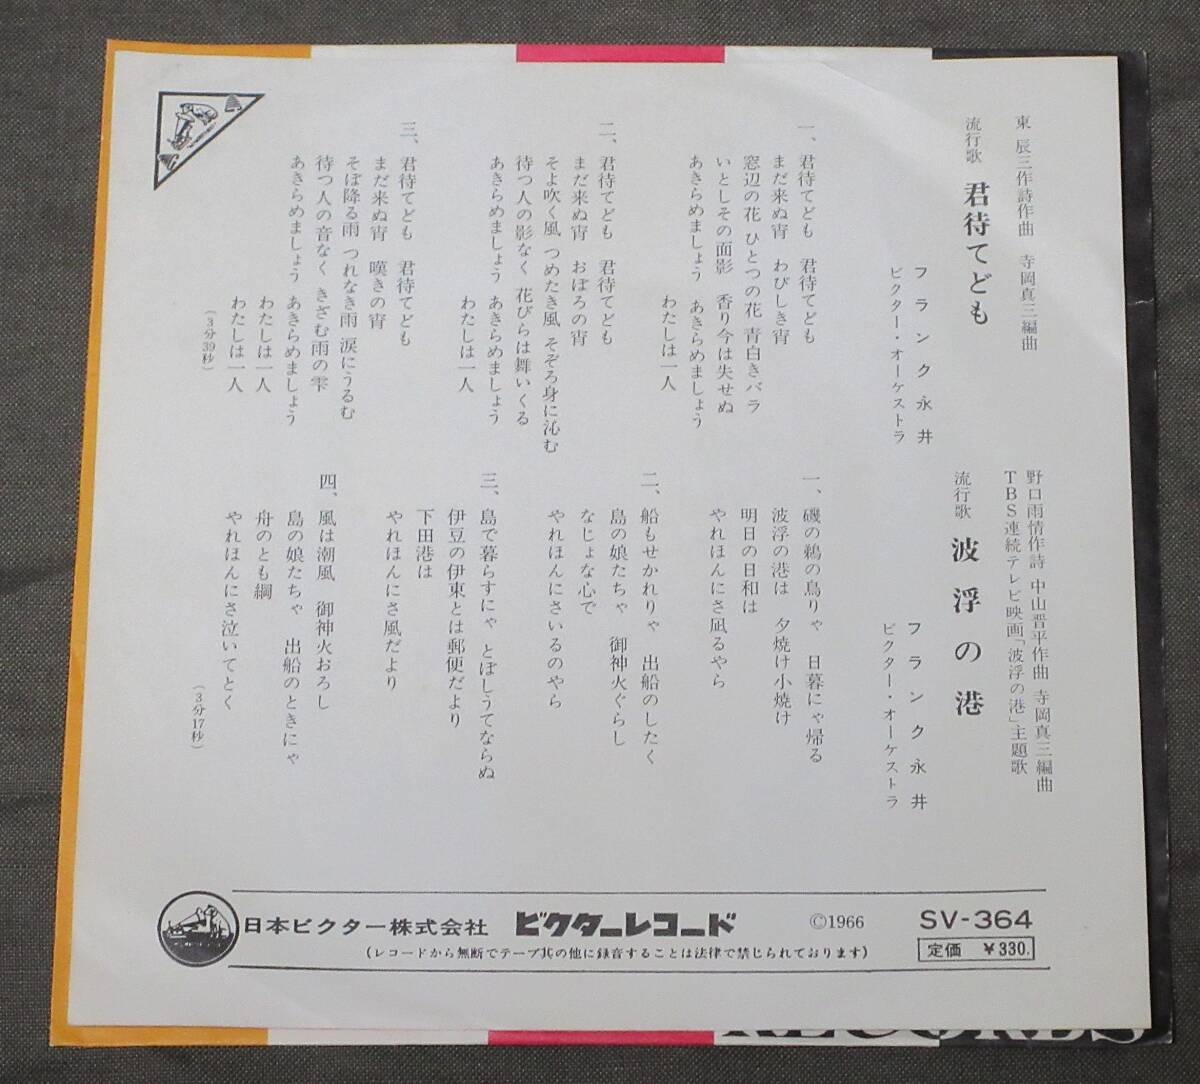 東 辰三作詩作曲 寺岡真三編曲
流行歌 君待てども
フランク永井
ビクター・オーケストラ
一、君待てども 君待てども
まだ来ぬ宵 わびしき宵
窓辺の花 ひとつの花 青白きバラ
いとしその面影 香り今は失せぬ
あきらめましょう あきらめましょう
わたしは一人
二、君待てども 君待てども
まだ来ぬ宵 おぼろの宵
そよ吹く風 つめたき風 そぞろ身に沁む
待つ人の影なく 花びらは舞いくる
あきらめましょう あきらめましょう
わたしは一人
三、君待てども 君待てども
まだ来ぬ宵 嘆きの宵
そぼ降る雨 つれなき雨 涙にうるむ
待つ人の音なく きざむ雨の雫
あきらめましょう あきらめましょう
わたしは一人
わたしは一人
(3分39秒)
野口雨情作詩 中山晋平作曲 寺岡真三編曲
TBS連続テレビ映画「波浮の港」主題歌
流行歌 波浮の港
フランク永井
ビクター・オーケストラ
一、磯の鵜の鳥りゃ 日暮にゃ帰る
波浮の港は 夕焼け小焼け
明日の日和は
やれほんにさ凪るやら
二、船もせかれりゃ 出船のしたく
島の娘たちゃ 御神火ぐらし
なじょな心で
やれほんにさいるのやら
三、島で暮らすにゃ とぼしうてならぬ
伊豆の伊東とは郵便だより
下田港は
やれほんにさ風だより
四、風は潮風 御神火おろし
島の娘たちゃ 出船のときにゃ
舟のとも綱
やれほんにさ泣いてとく
(3分17秒)
日本ビクター株式会社 ビクターレコード ©1966 SV-364
(レコードから無断でテープ其の他に録音することは法律で禁じられております) 定価 ¥330.
RECORDS